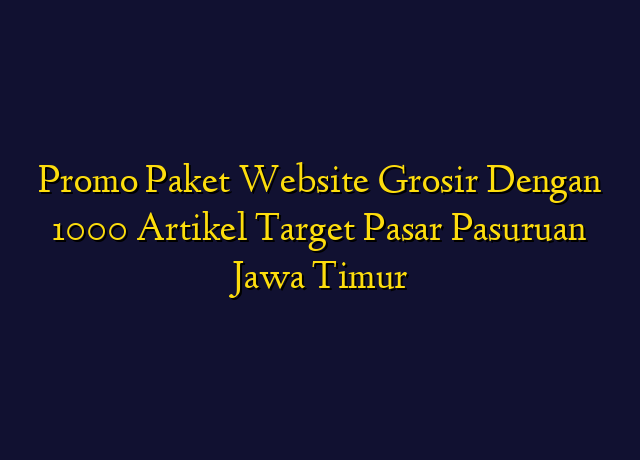 Promo Paket Website Grosir Dengan
1000 Artikel Target Pasar Pasuruan
Jawa Timur